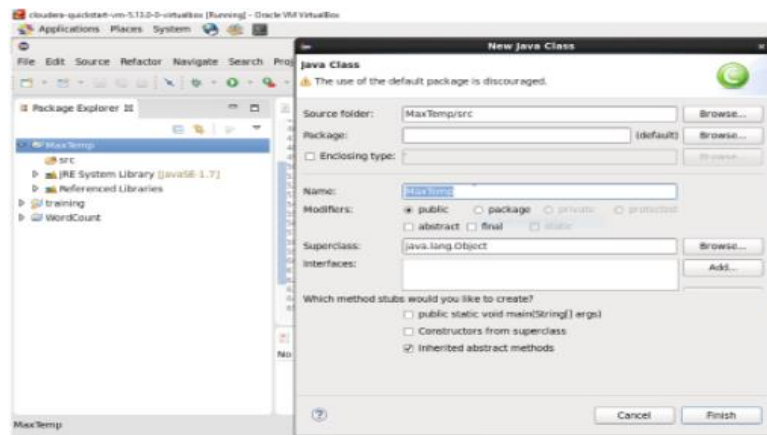 cloudera-quickstart-vm-5.13.0-0-virtualbox [Running] - Oracle VM VirtualBox
Applications Places System
New Java Class
File Edit Source Refactor Navigate Search Proj
Java Class
The use of the default package is discouraged.
Package Explorer
Source folder: MaxTemp/src Browse...
Package: (default) Browse...
Enclosing type: Browse...
MaxTemp
src
JRE System Library [JavaSE-1.7]
Referenced Libraries
training
WordCount
Name: MaxTemp
Modifiers: public package private protected
abstract final static
Superclass: java.lang.Object Browse...
Interfaces: Add...
Which method stubs would you like to create?
public static void main(String[] args)
Constructors from superclass
Inherited abstract methods
No
Cancel Finish
MaxTemp